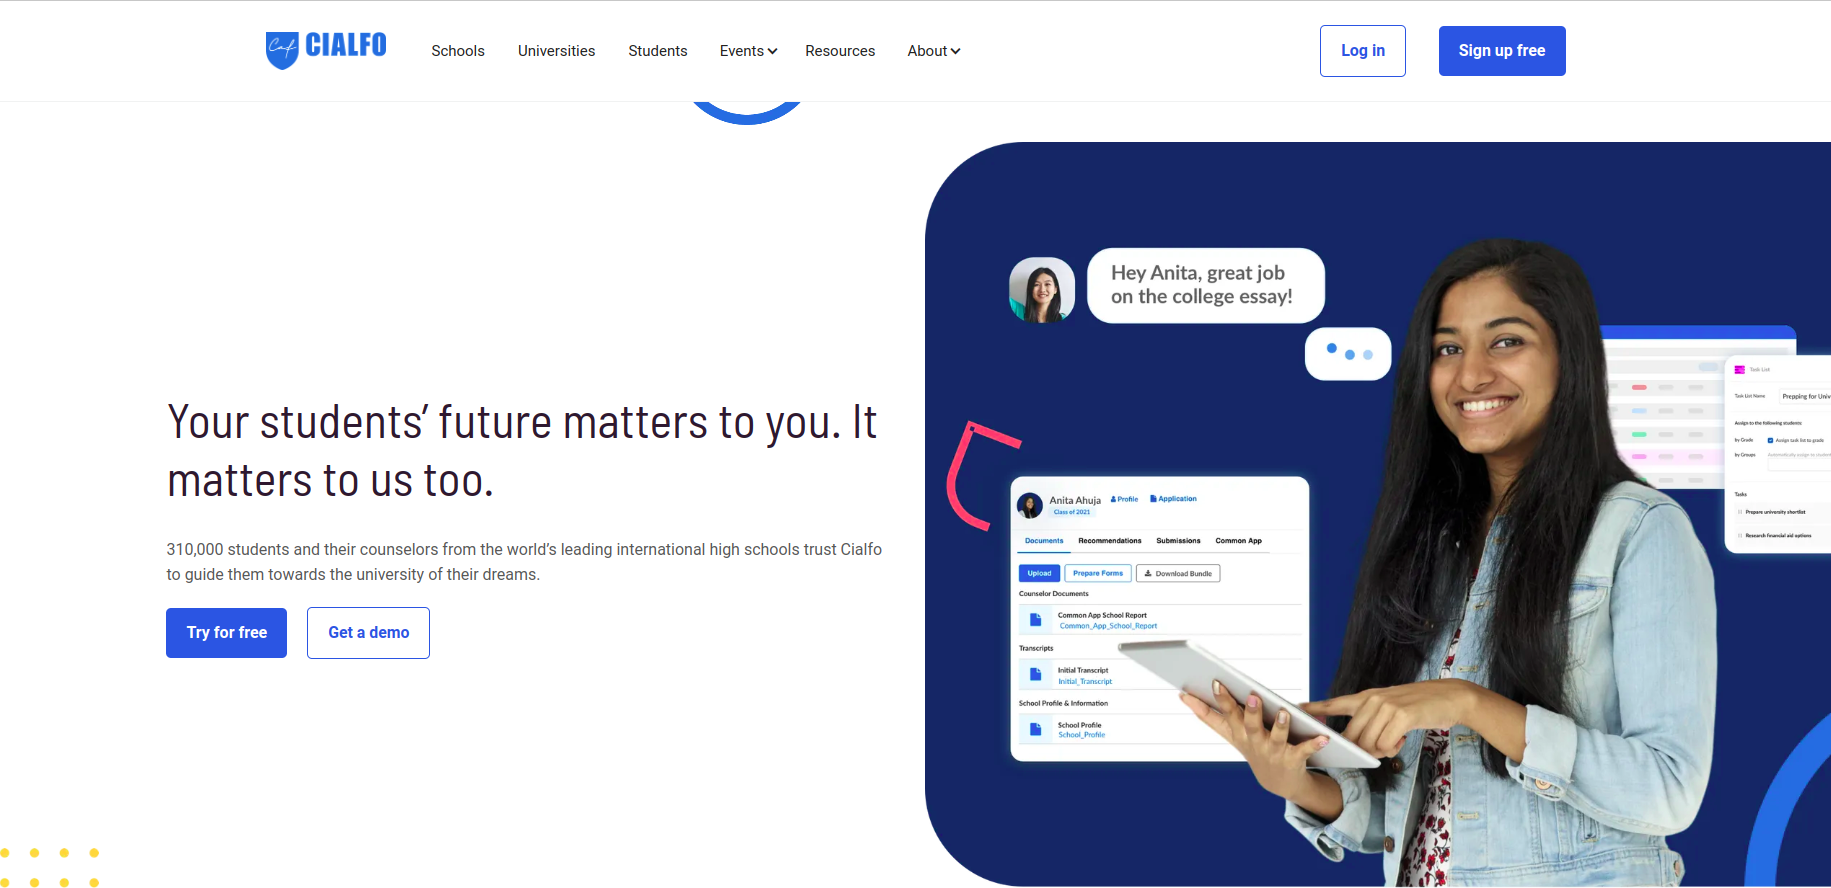 Caf CIALFO
Schools
Universities
Students
Events
Resources
About
Log in
Sign up free
Your students’ future matters to you. It
matters to us too.
310,000 students and their counselors from the world’s leading international high schools trust Cialfo
to guide them towards the university of their dreams.
Try for free
Get a demo
Hey Anita, great job
on the college essay!
Anita Ahuja
Profile
Application
Class of 2021
Documents
Recommendations
Submissions
Common App
Upload
Prepare Forms
Download Bundle
Counselor Documents
Common App School Report
Common_App_School_Report
Transcripts
Initial Transcript
Initial_Transcript
School Profile & Information
School Profile
School_Profile
Task List
Task List Name
Prepping for Univ
Assign to the following students:
by Grade
Assign task list to grade
by Groups
Automatically assign to student
Tasks
Prepare university shortlist
Research financial aid options